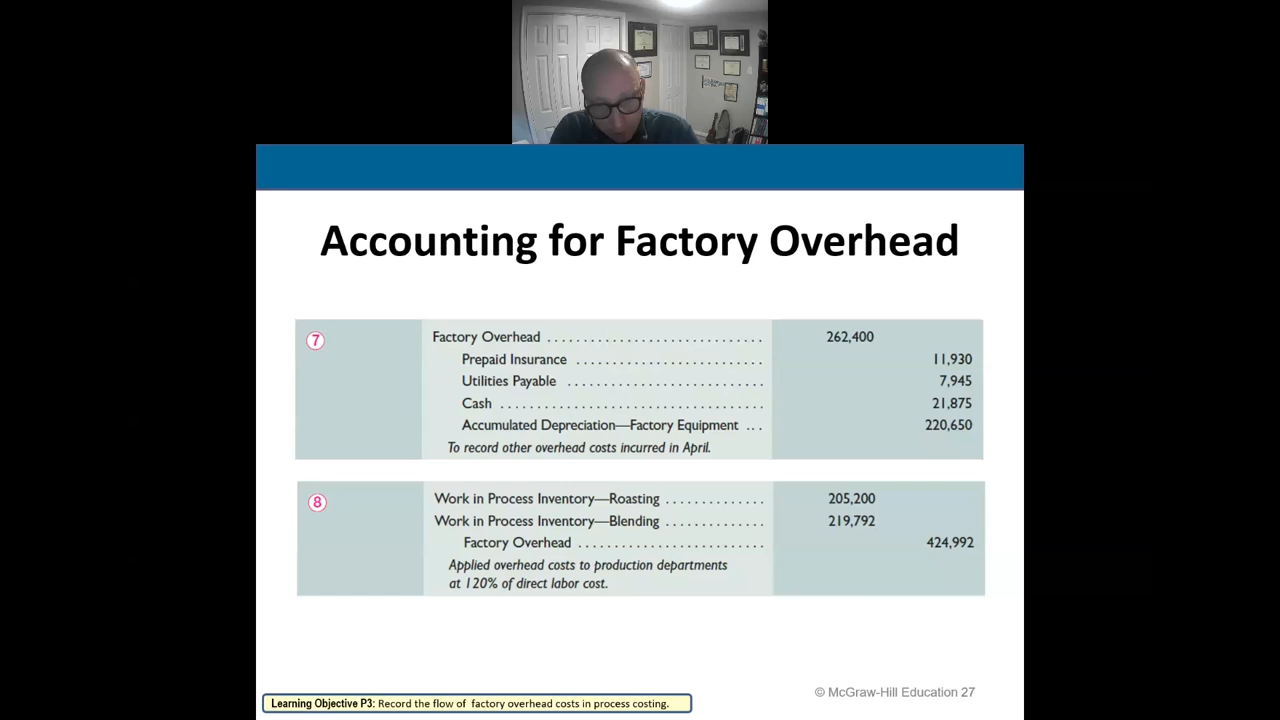 Accounting for Factory Overhead
7
Factory Overhead .............................. 262,400
Prepaid Insurance .......................... 11,930
Utilities Payable ........................... 7,945
Cash ..................................... 21,875
Accumulated Depreciation—Factory Equipment ... 220,650
To record other overhead costs incurred in April.
8
Work in Process Inventory—Roasting .............. 205,200
Work in Process Inventory—Blending .............. 219,792
Factory Overhead .......................... 424,992
Applied overhead costs to production departments
at 120% of direct labor cost.
Learning Objective P3: Record the flow of factory overhead costs in process costing.
© McGraw-Hill Education 27